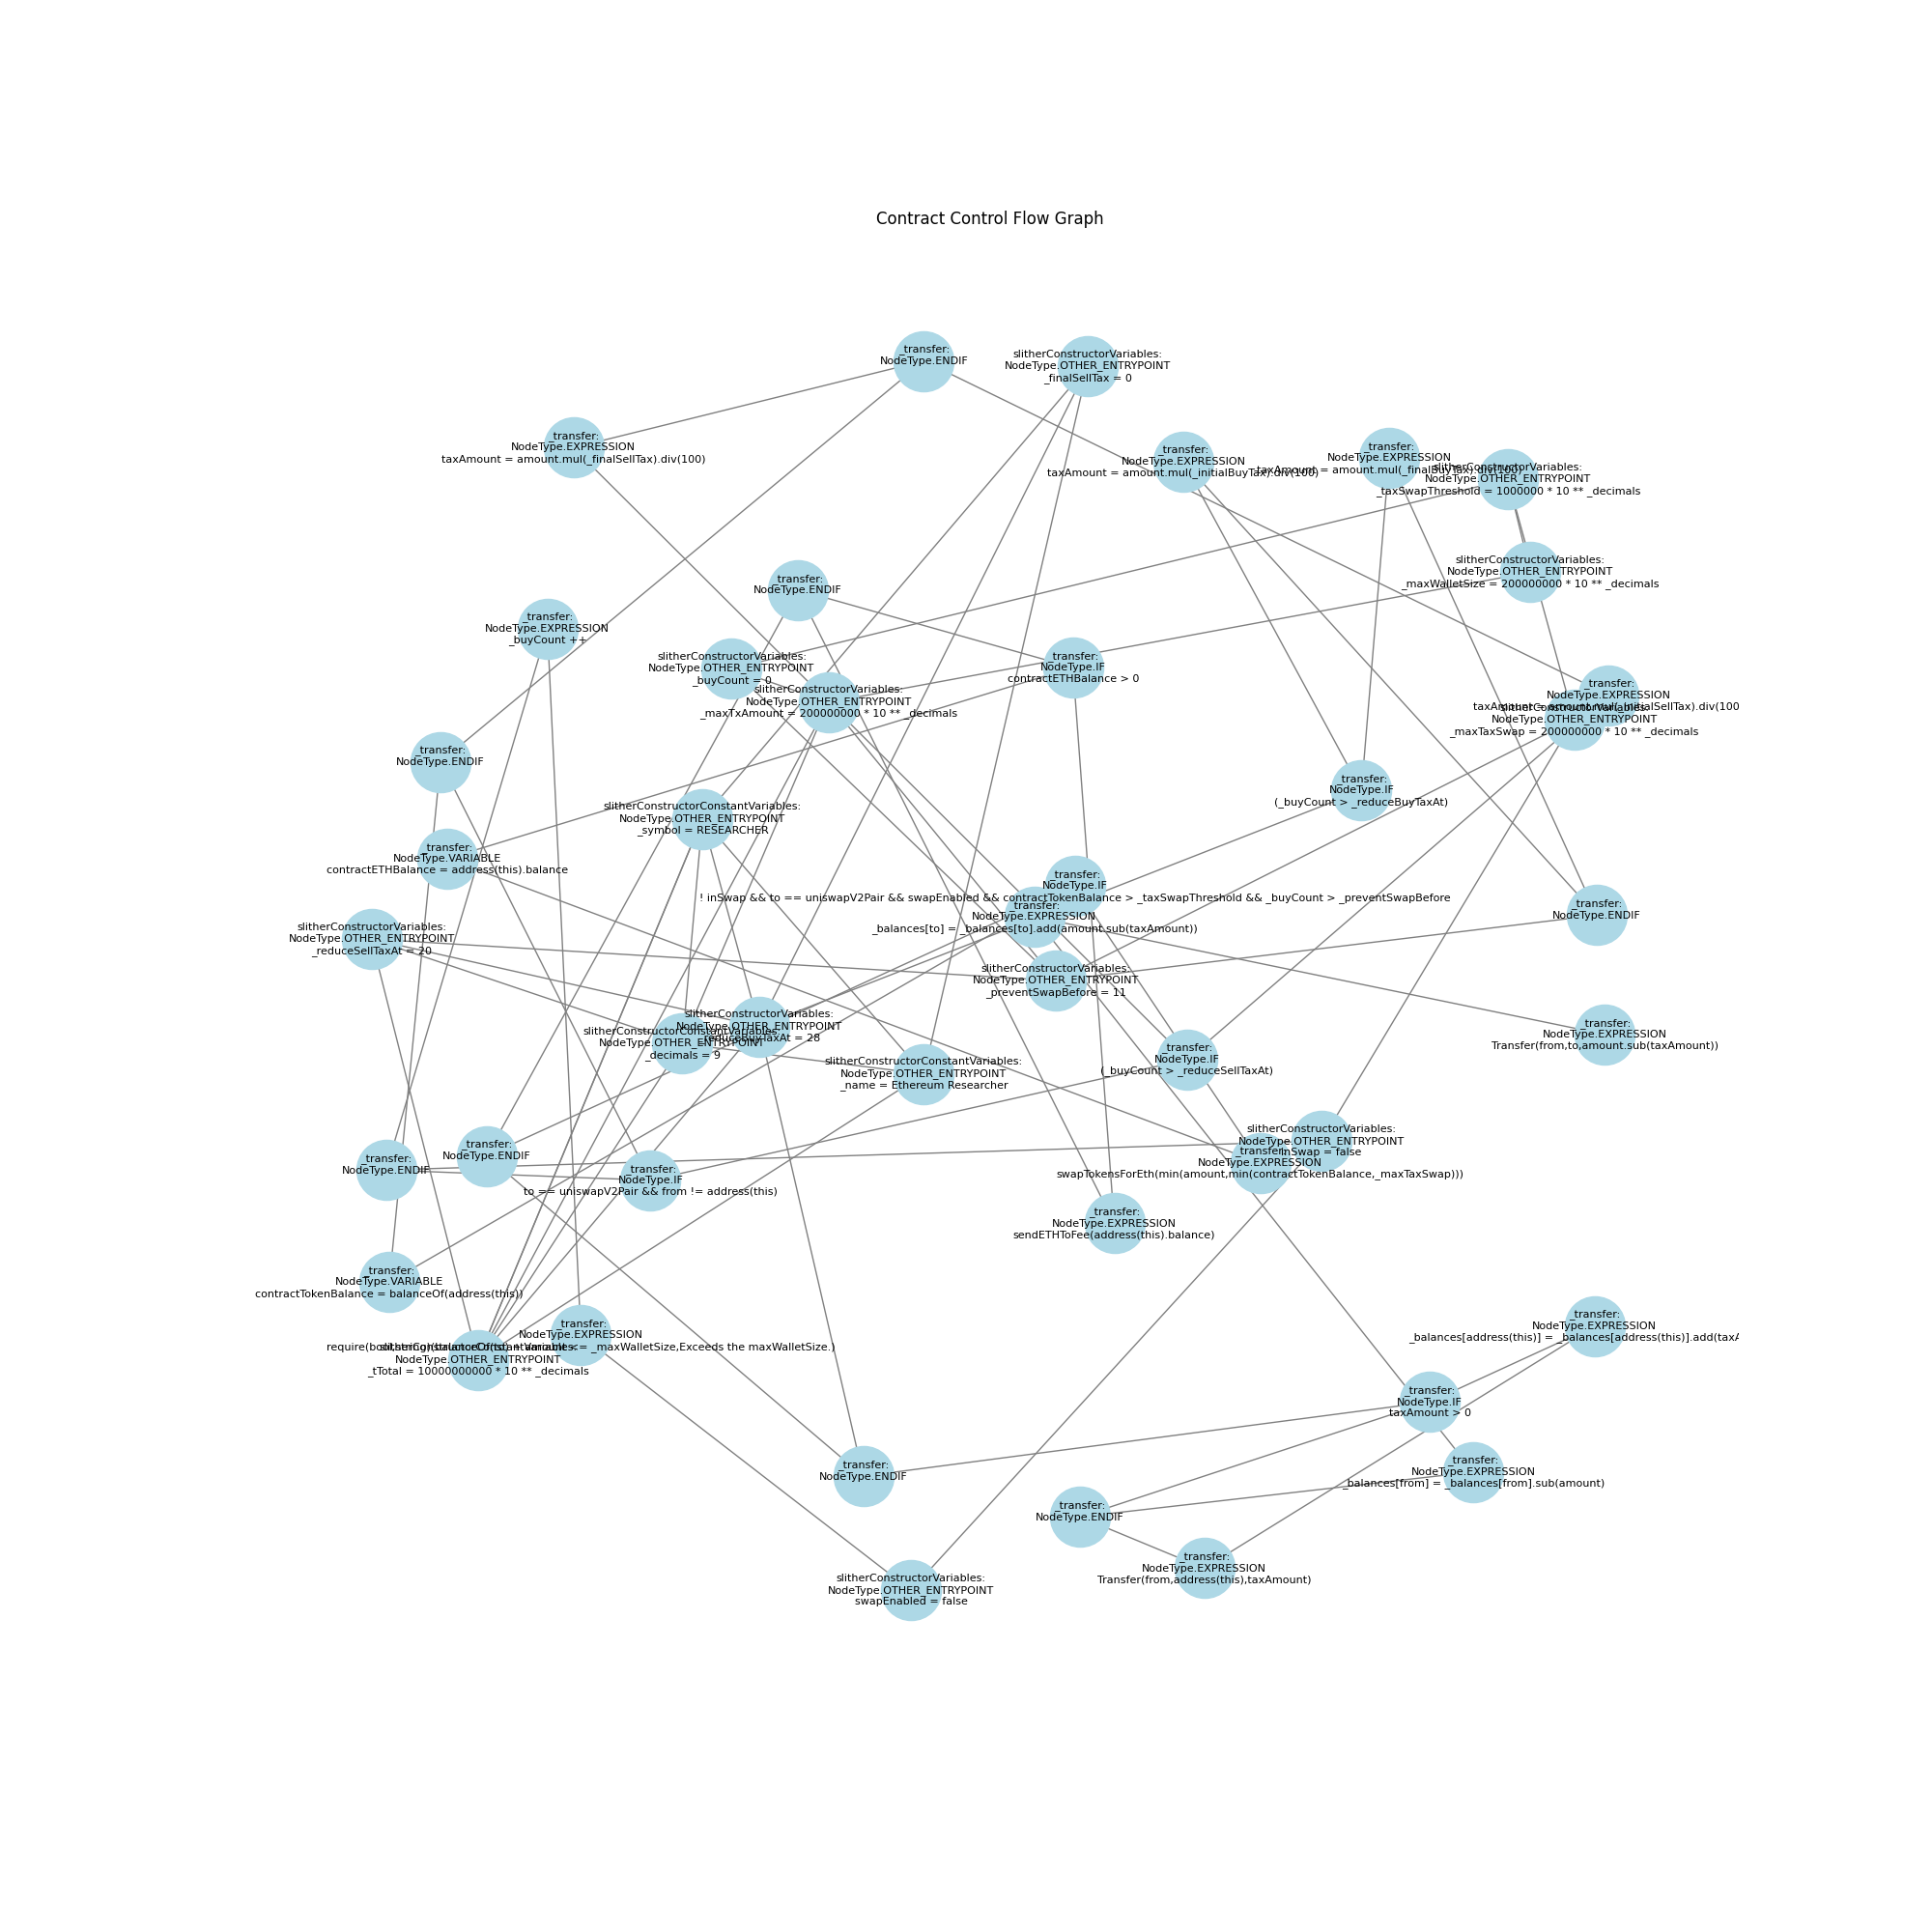 Contract Control Flow Graph
_transfer:
NodeType.ENDIF
slitherConstructorVariables:
NodeType.OTHER_ENTRYPOINT
_finalSellTax = 0
_transfer:
NodeType.EXPRESSION
taxAmount = amount.mul(_finalSellTax).div(100)
_transfer:
NodeType.EXPRESSION
taxAmount = amount.mul(_initialBuyTax).div(100)
_transfer:
NodeType.EXPRESSION
taxAmount = amount.mul(_finalBuyTax).div(100)
slitherConstructorVariables:
NodeType.OTHER_ENTRYPOINT
_taxSwapThreshold = 1000000 * 10 ** _decimals
slitherConstructorVariables:
NodeType.OTHER_ENTRYPOINT
_maxWalletSize = 200000000 * 10 ** _decimals
_transfer:
NodeType.ENDIF
_transfer:
NodeType.EXPRESSION
_buyCount ++
slitherConstructorVariables:
NodeType.OTHER_ENTRYPOINT
_buyCount = 0
slitherConstructorVariables:
NodeType.OTHER_ENTRYPOINT
_maxTxAmount = 200000000 * 10 ** _decimals
_transfer:
NodeType.IF
contractETHBalance > 0
_transfer:
NodeType.EXPRESSION
taxAmount = amount.mul(_initialSellTax).div(100
slitherConstructorVariables:
NodeType.OTHER_ENTRYPOINT
_maxTaxSwap = 200000000 * 10 ** _decimals
_transfer:
NodeType.ENDIF
_transfer:
NodeType.IF
(_buyCount > _reduceBuyTaxAt)
slitherConstructorConstantVariables:
NodeType.OTHER_ENTRYPOINT
_symbol = RESEARCHER
_transfer:
NodeType.VARIABLE
contractETHBalance = address(this).balance
_transfer:
NodeType.IF
! inSwap && to == uniswapV2Pair && swapEnabled && contractTokenBalance > _taxSwapThreshold && _buyCount > _preventSwapBefore
_transfer:
NodeType.EXPRESSION
_balances[to] = _balances[to].add(amount.sub(taxAmount))
_transfer:
NodeType.ENDIF
slitherConstructorVariables:
NodeType.OTHER_ENTRYPOINT
_reduceSellTaxAt = 20
slitherConstructorVariables:
NodeType.OTHER_ENTRYPOINT
_preventSwapBefore = 11
slitherConstructorVariables:
NodeType.OTHER_ENTRYPOINT
_reduceBuyTaxAt = 28
slitherConstructorConstantVariables:
NodeType.OTHER_ENTRYPOINT
_decimals = 9
_transfer:
NodeType.EXPRESSION
Transfer(from,to,amount.sub(taxAmount))
slitherConstructorConstantVariables:
NodeType.OTHER_ENTRYPOINT
_name = Ethereum Researcher
_transfer:
NodeType.IF
(_buyCount > _reduceSellTaxAt)
slitherConstructorVariables:
NodeType.OTHER_ENTRYPOINT
inSwap = false
_transfer:
NodeType.EXPRESSION
swapTokensForEth(min(amount,min(contractTokenBalance,_maxTaxSwap)))
_transfer:
NodeType.ENDIF
_transfer:
NodeType.ENDIF
_transfer:
NodeType.IF
to == uniswapV2Pair && from != address(this)
_transfer:
NodeType.EXPRESSION
sendETHToFee(address(this).balance)
_transfer:
NodeType.VARIABLE
contractTokenBalance = balanceOf(address(this))
_transfer:
NodeType.EXPRESSION
require(bool,string)(balanceOf(to) + amount <= _maxWalletSize,Exceeds the maxWalletSize.)
slitherConstructorConstantVariables:
NodeType.OTHER_ENTRYPOINT
_tTotal = 10000000000 * 10 ** _decimals
_transfer:
NodeType.EXPRESSION
_balances[address(this)] = _balances[address(this)].add(taxA
_transfer:
NodeType.IF
taxAmount > 0
_transfer:
NodeType.ENDIF
_transfer:
NodeType.EXPRESSION
_balances[from] = _balances[from].sub(amount)
_transfer:
NodeType.ENDIF
_transfer:
NodeType.EXPRESSION
Transfer(from,address(this),taxAmount)
slitherConstructorVariables:
NodeType.OTHER_ENTRYPOINT
swapEnabled = false